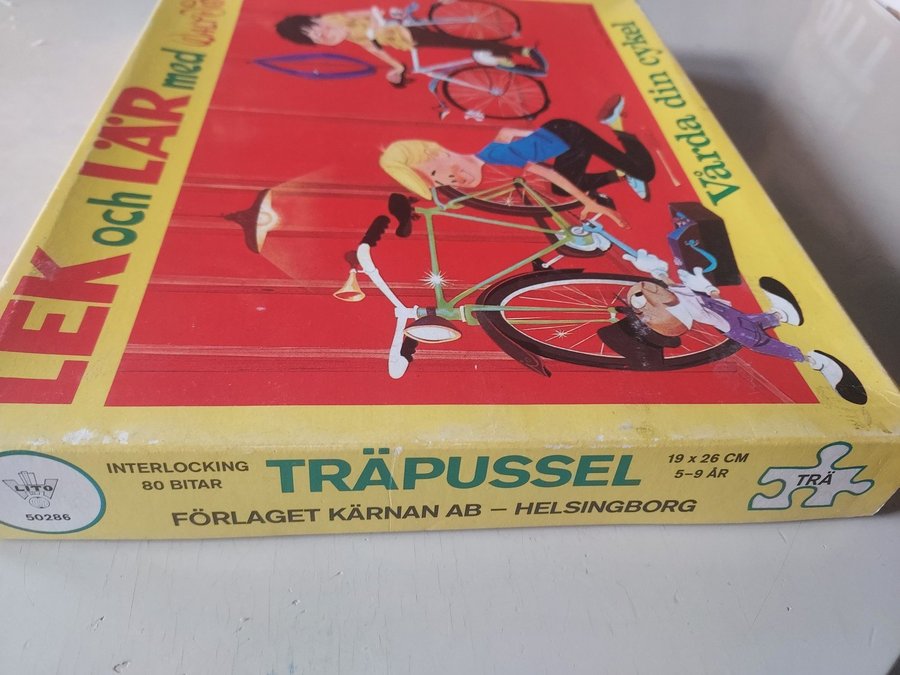 LEK och LÄR med
Vårda din cykel
INTERLOCKING
80 BITAR
TRÄPUSSEL
19 x 26 CM
5-9 ÅR
TRÄ
LITO
50286
FÖRLAGET KÄRNAN AB – HELSINGBORG